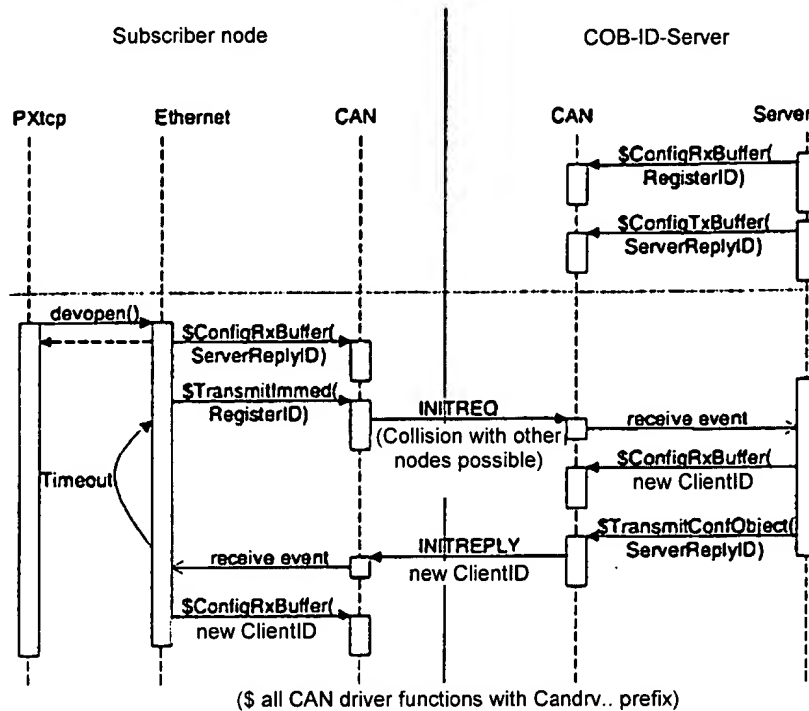 Subscriber node
COB-ID-Server
PXtcp
Ethernet
CAN
CAN
Server
$ConfigRxBuffer(
RegisterID)
$ConfigTxBuffer(
ServerReplyID)
devopen()
$ConfigRxBuffer(
ServerReplyID)
$TransmitImmed(
RegisterID)
INITREQ
(Collision with other
nodes possible)
receive event
Timeout
$ConfigRxBuffer(
new ClientID
$TransmitConfObject(
ServerReplyID)
INITREPLY
new ClientID
receive event
$ConfigRxBuffer(
new ClientID
($ all CAN driver functions with Candrv.. prefix)